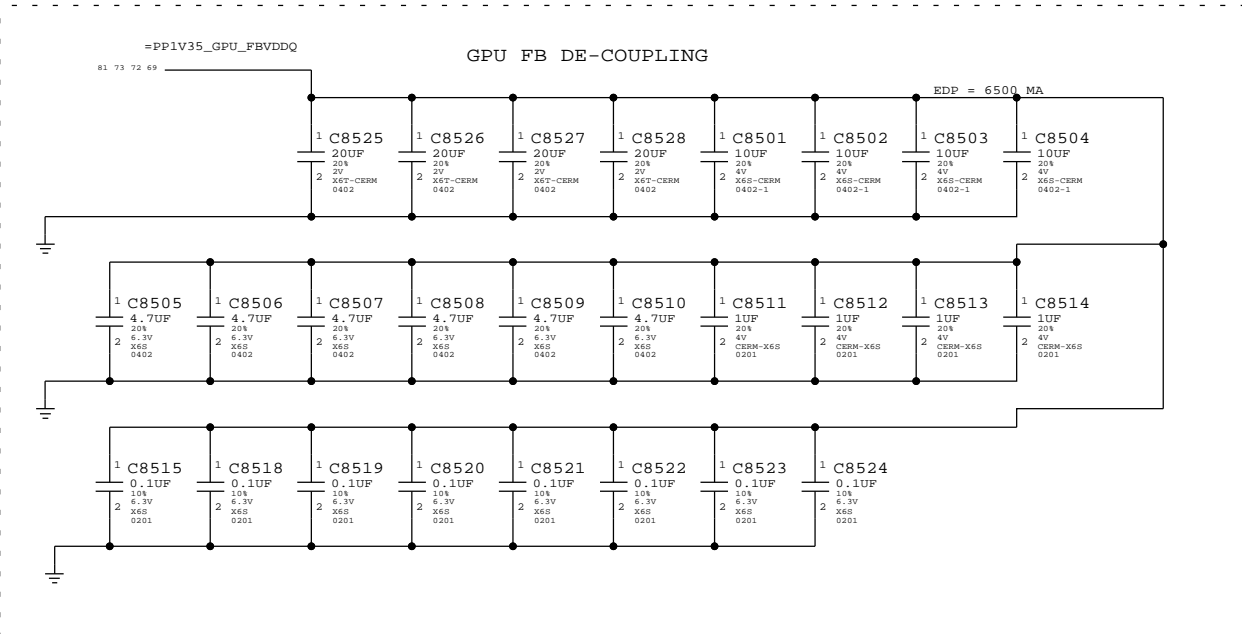 =PP1V35_GPU_FBVDDQ
GPU FB DE-COUPLING
81 73 72 69
EDP = 6500 MA
1 C8525
20UF
20%
2V
2 X6T-CERM
0402
1 C8526
20UF
20%
2V
2 X6T-CERM
0402
1 C8527
20UF
20%
2V
2 X6T-CERM
0402
1 C8528
20UF
20%
2V
2 X6T-CERM
0402
1 C8501
10UF
20%
4V
2 X6S-CERM
0402-1
1 C8502
10UF
20%
4V
2 X6S-CERM
0402-1
1 C8503
10UF
20%
4V
2 X6S-CERM
0402-1
1 C8504
10UF
20%
4V
2 X6S-CERM
0402-1
1 C8505
4.7UF
20%
6.3V
2 X6S
0402
1 C8506
4.7UF
20%
6.3V
2 X6S
0402
1 C8507
4.7UF
20%
6.3V
2 X6S
0402
1 C8508
4.7UF
20%
6.3V
2 X6S
0402
1 C8509
4.7UF
20%
6.3V
2 X6S
0402
1 C8510
4.7UF
20%
6.3V
2 X6S
0402
1 C8511
1UF
20%
4V
2 CERM-X6S
0201
1 C8512
1UF
20%
4V
2 CERM-X6S
0201
1 C8513
1UF
20%
4V
2 CERM-X6S
0201
1 C8514
1UF
20%
4V
2 CERM-X6S
0201
1 C8515
0.1UF
10%
6.3V
2 X6S
0201
1 C8518
0.1UF
10%
6.3V
2 X6S
0201
1 C8519
0.1UF
10%
6.3V
2 X6S
0201
1 C8520
0.1UF
10%
6.3V
2 X6S
0201
1 C8521
0.1UF
10%
6.3V
2 X6S
0201
1 C8522
0.1UF
10%
6.3V
2 X6S
0201
1 C8523
0.1UF
10%
6.3V
2 X6S
0201
1 C8524
0.1UF
10%
6.3V
2 X6S
0201